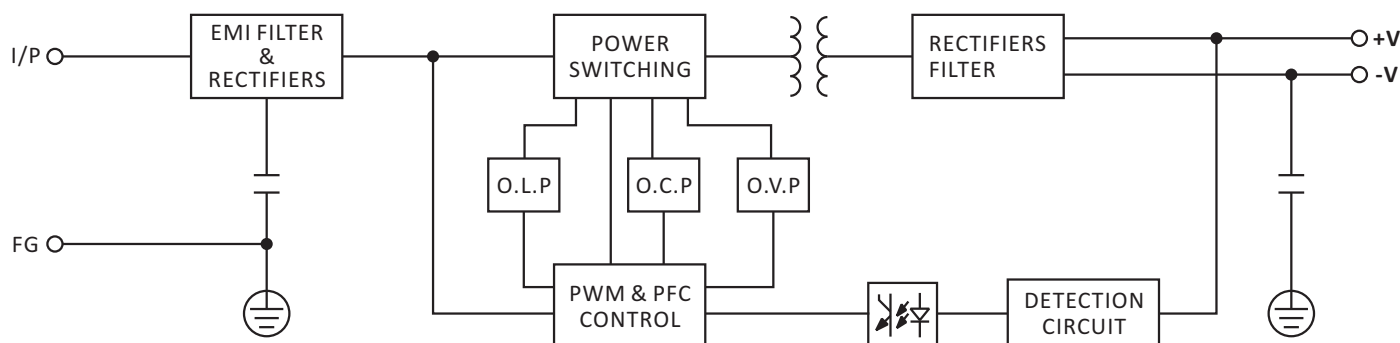 I/P
EMI FILTER
&
RECTIFIERS
POWER
SWITCHING
RECTIFIERS
FILTER
+V
-V
O.L.P
O.C.P
O.V.P
FG
PWM & PFC
CONTROL
DETECTION
CIRCUIT